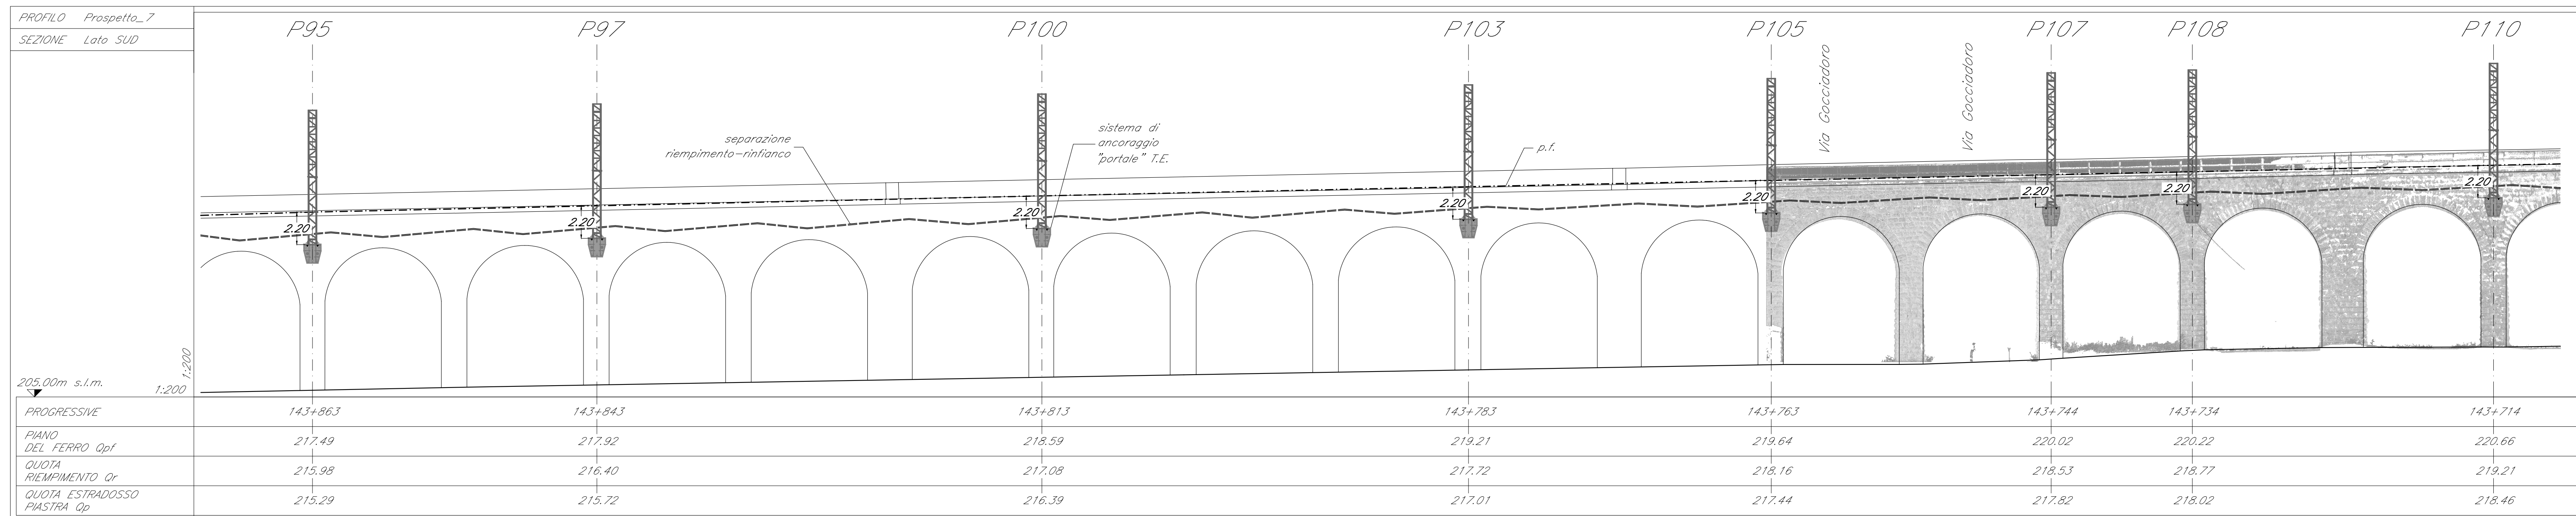 PROFILO Prospetto_7
SEZIONE Lato SUD
P95 P97 P100 P103 P105 P107 P108 P110
Via Gocciadoro
Via Gocciadoro
separazione
riempimento-rinfianco
sistema di
ancoraggio
"portale" T.E.
p.f.
2.20 2.20 2.20 2.20 2.20 2.20 2.20 2.20
205.00m s.l.m.
1:200
1:200
PROGRESSIVE 143+863 143+843 143+813 143+783 143+763 143+744 143+734 143+714
PIANO
DEL FERRO Qpf 217.49 217.92 218.59 219.21 219.64 220.02 220.22 220.66
QUOTA
RIEMPIMENTO Qr 215.98 216.40 217.08 217.72 218.16 218.53 218.77 219.21
QUOTA ESTRADOSSO
PIASTRA Qp 215.29 215.72 216.39 217.01 217.44 217.82 218.02 218.46